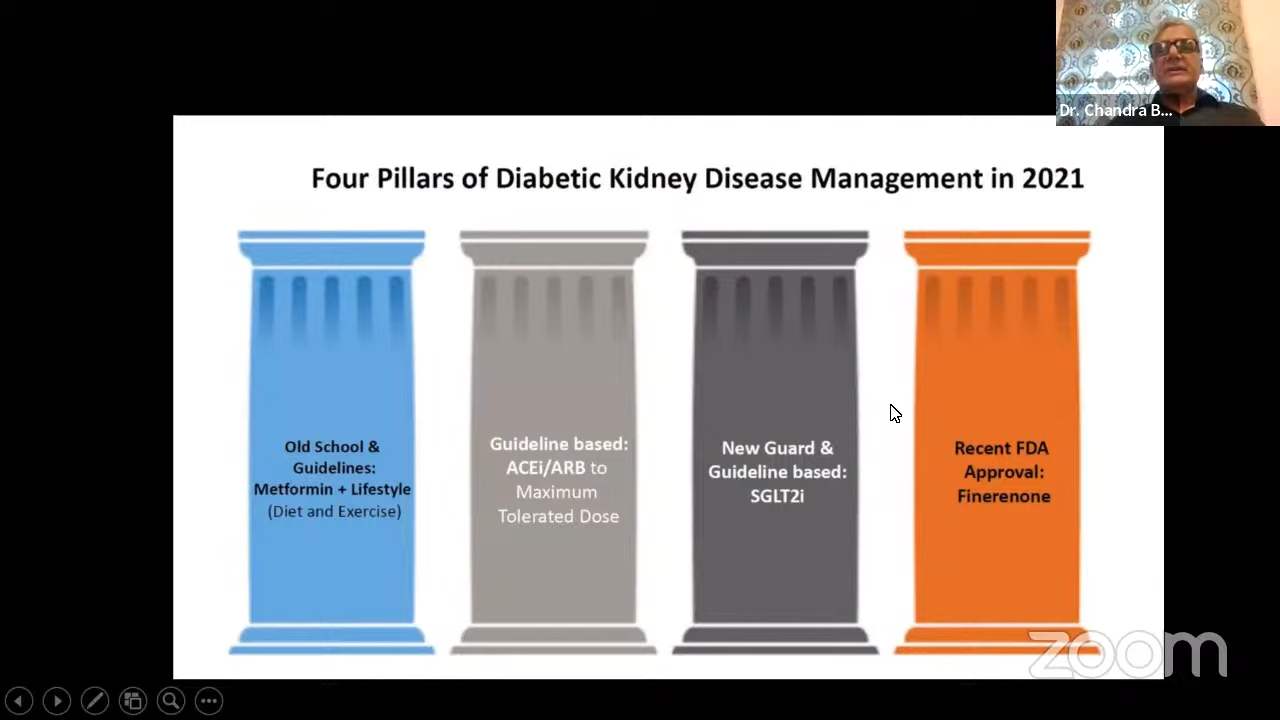 Dr. Chandra B...
Four Pillars of Diabetic Kidney Disease Management in 2021
Old School &
Guidelines:
Metformin + Lifestyle
(Diet and Exercise)
Guideline based:
ACEi/ARB to
Maximum
Tolerated Dose
New Guard &
Guideline based:
SGLT2i
Recent FDA
Approval:
Finerenone
zoom